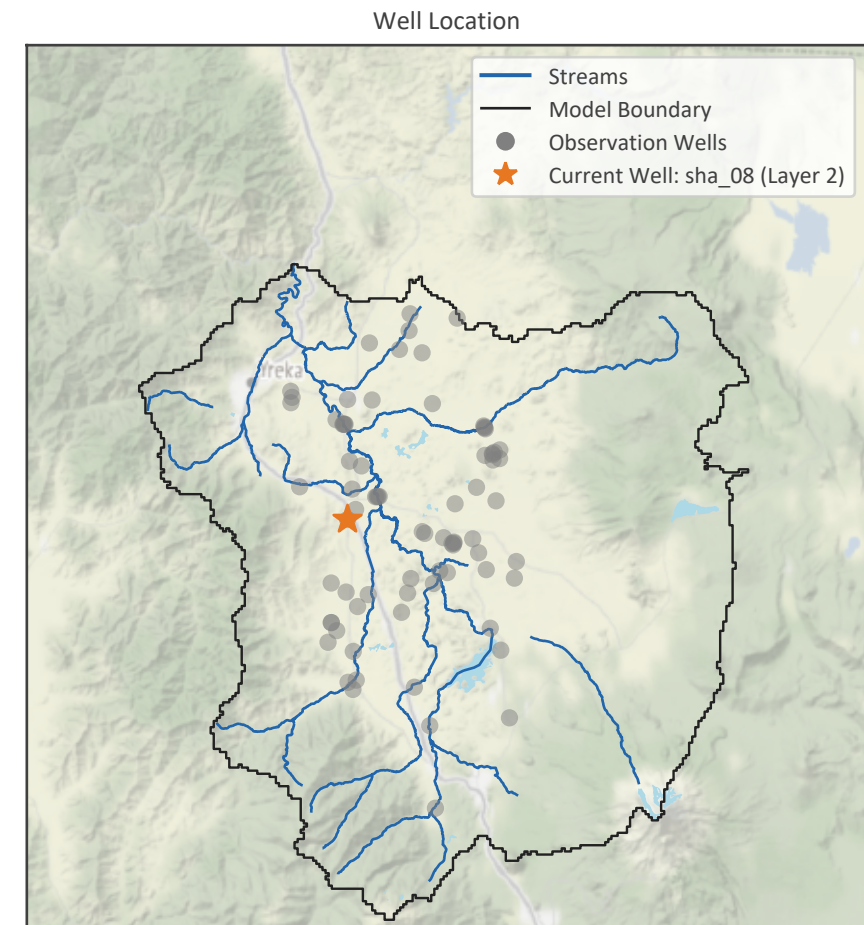 Well Location
Streams
Model Boundary
Observation Wells
Current Well: sha_08 (Layer 2)
Yreka